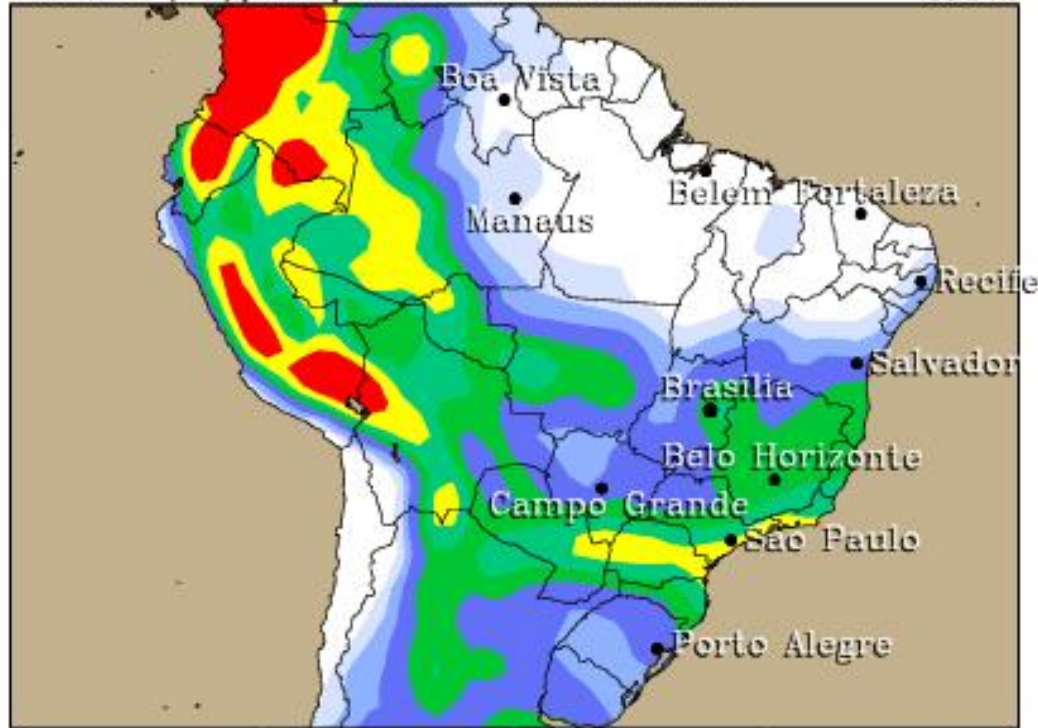 Boa Vista
Manaus
Belem
Fortaleza
Recife
Salvador
Brasilia
Belo Horizonte
Campo Grande
Sao Paulo
Porto Alegre